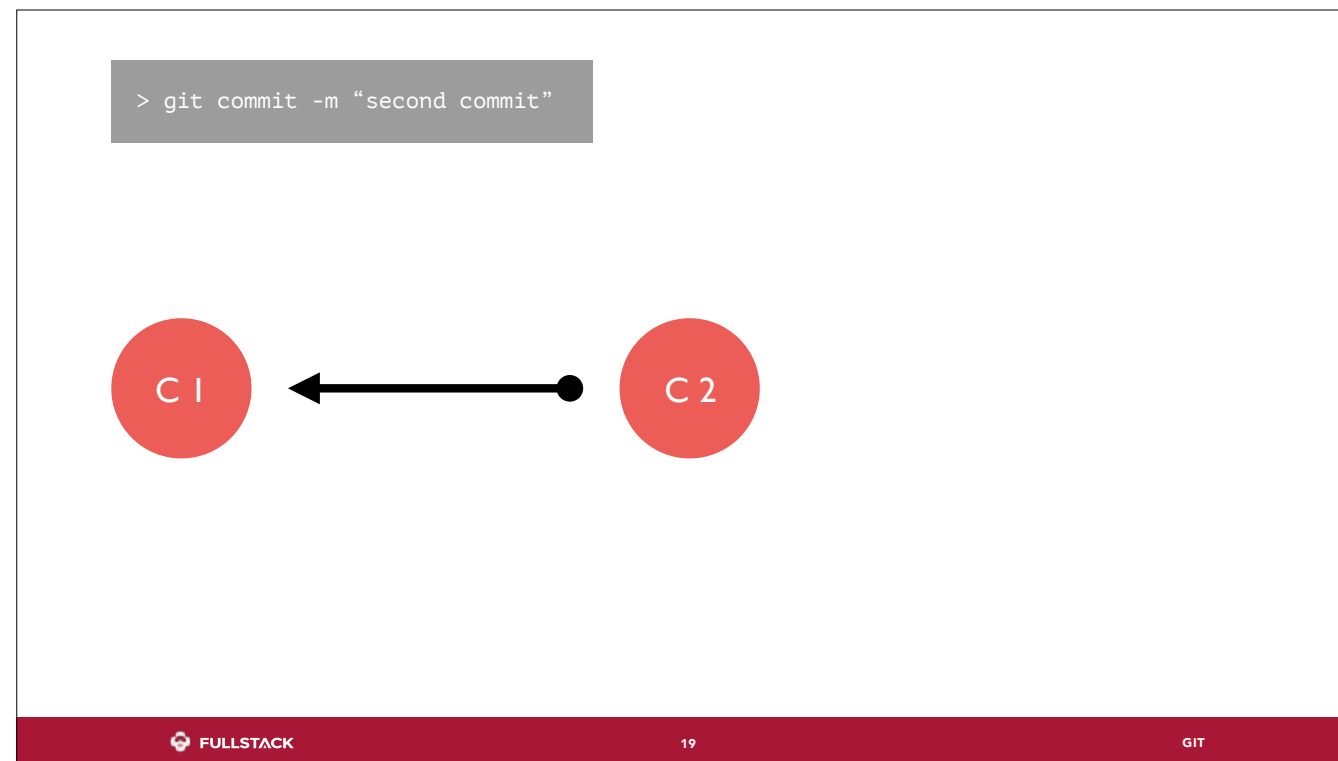 > git commit -m “second commit”
C 1
C 2
FULLSTACK
19
GIT